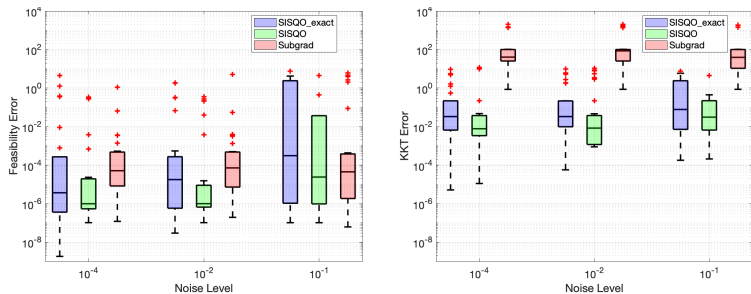 SISQO_exact
SISQO
Subgrad
10^4
10^2
10^0
10^-2
10^-4
10^-6
10^-8
Feasibility Error
10^-4
10^-2
10^-1
Noise Level
SISQO_exact
SISQO
Subgrad
10^4
10^2
10^0
10^-2
10^-4
10^-6
10^-8
KKT Error
10^-4
10^-2
10^-1
Noise Level